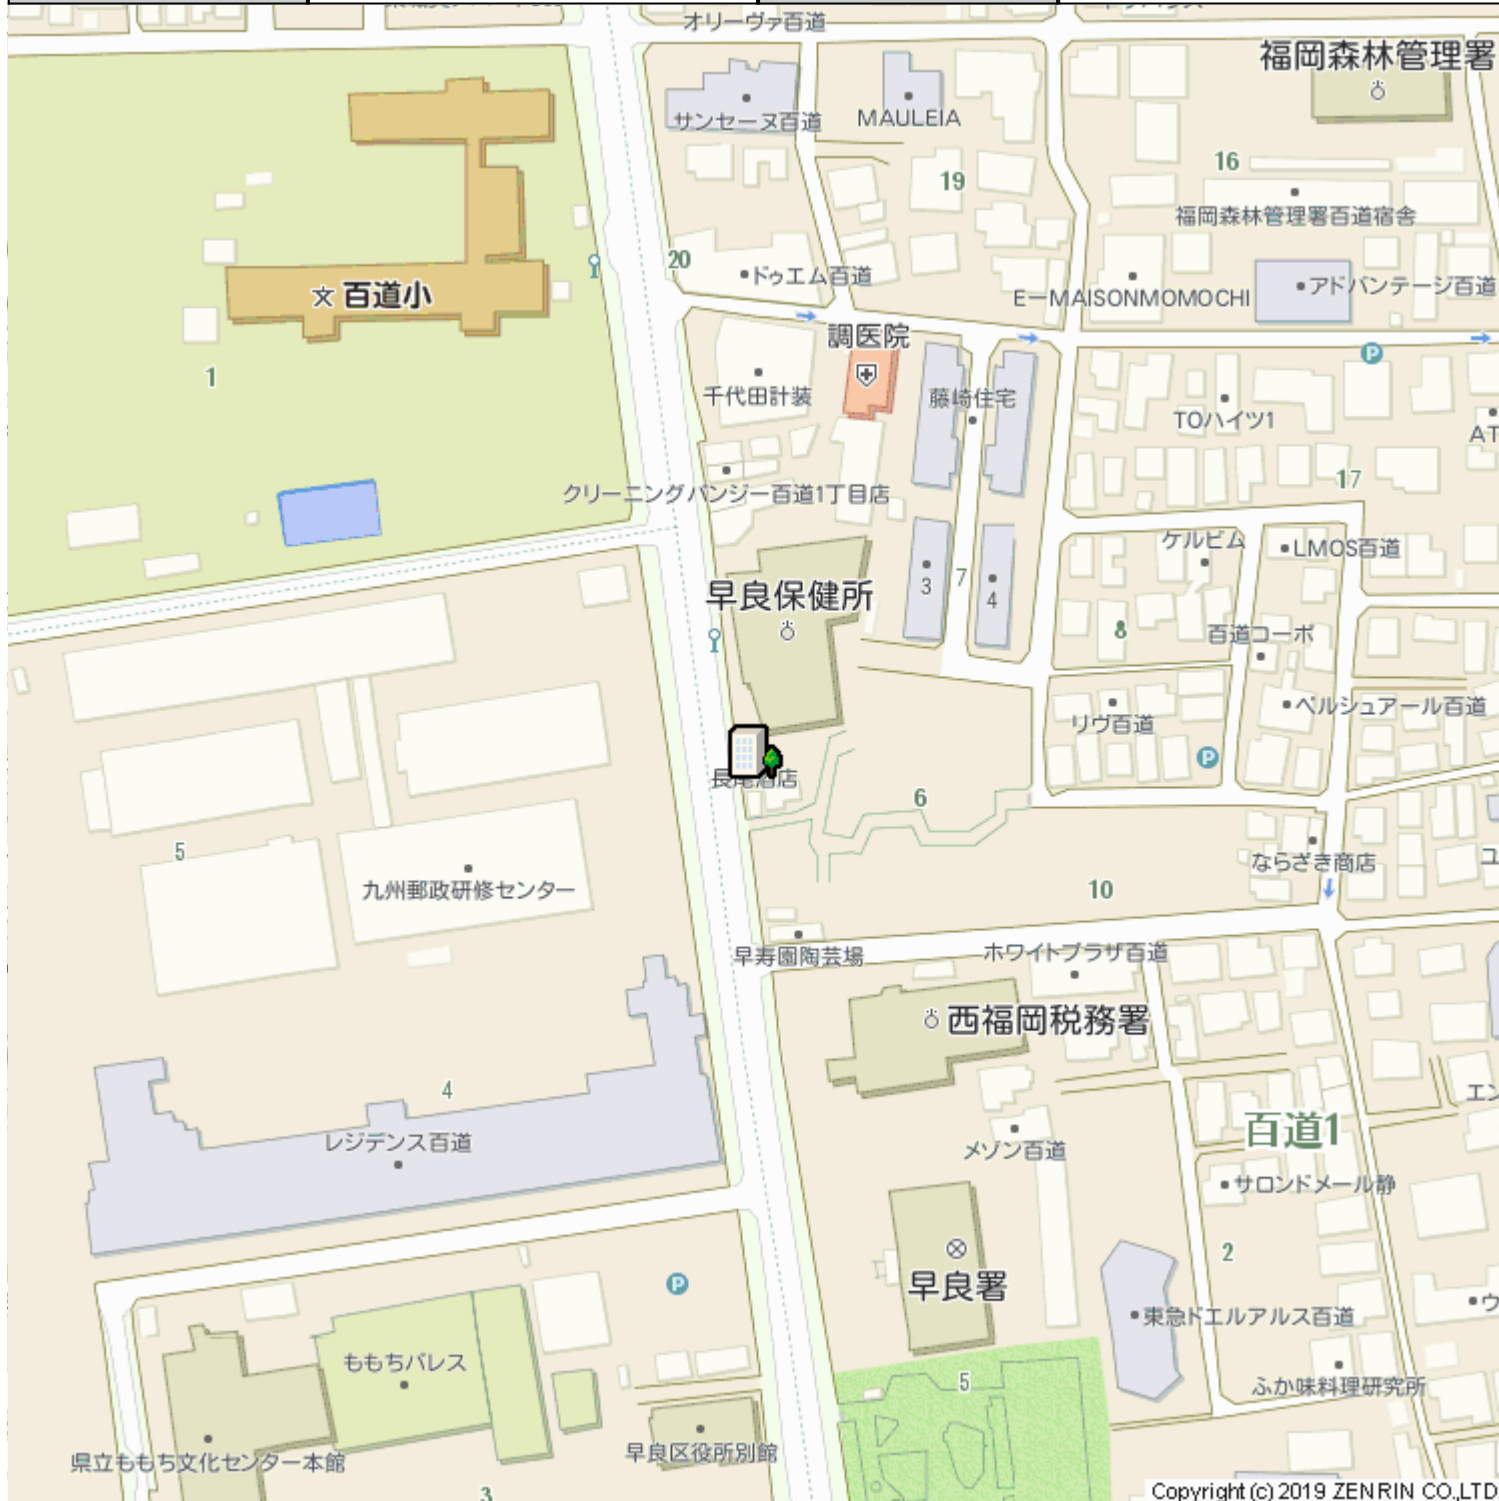 オリーヴァ百道
福岡森林管理署
サンセーヌ百道
MAULEIA
16
19
福岡森林管理署百道宿舎
20
ドゥエム百道
E－MAISONMOMOCHI
アドバンテージ百道
百道小
調医院
P
1
千代田計装
藤崎住宅
TOハイツ1
AT
17
クリーニングパンジー百道1丁目店
ケルビム
LMOS百道
早良保健所
3
7
4
8
百道コーポ
ベルシュアール百道
リヴ百道
P
6
5
九州郵政研修センター
ならざき商店
ユ
10
早寿園陶芸場
ホワイトプラザ百道
西福岡税務署
4
エン
百道1
レジデンス百道
メゾン百道
サロンドメール静
2
P
早良署
東急ドエルアルス百道
ウ
ももちパレス
5
ふか味料理研究所
県立ももち文化センター本館
早良区役所別館
3
Copyright (c) 2019 ZENRIN CO.,LTD